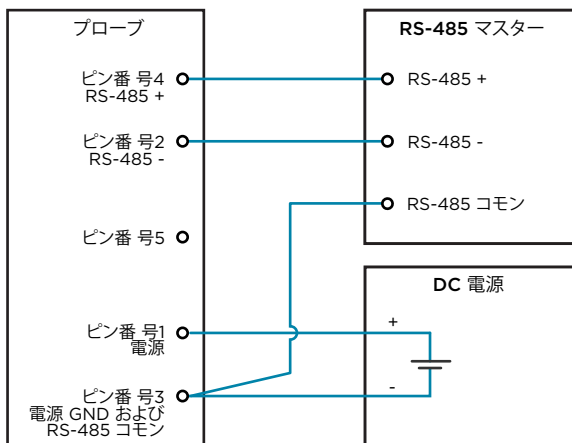 プローブ
ピン番 号4
RS-485 +
ピン番 号2
RS-485 -
ピン番 号5
ピン番 号1
電源
ピン番 号3
電源 GND および
RS-485 コモン
RS-485 マスター
RS-485 +
RS-485 -
RS-485 コモン
DC 電源
+
-